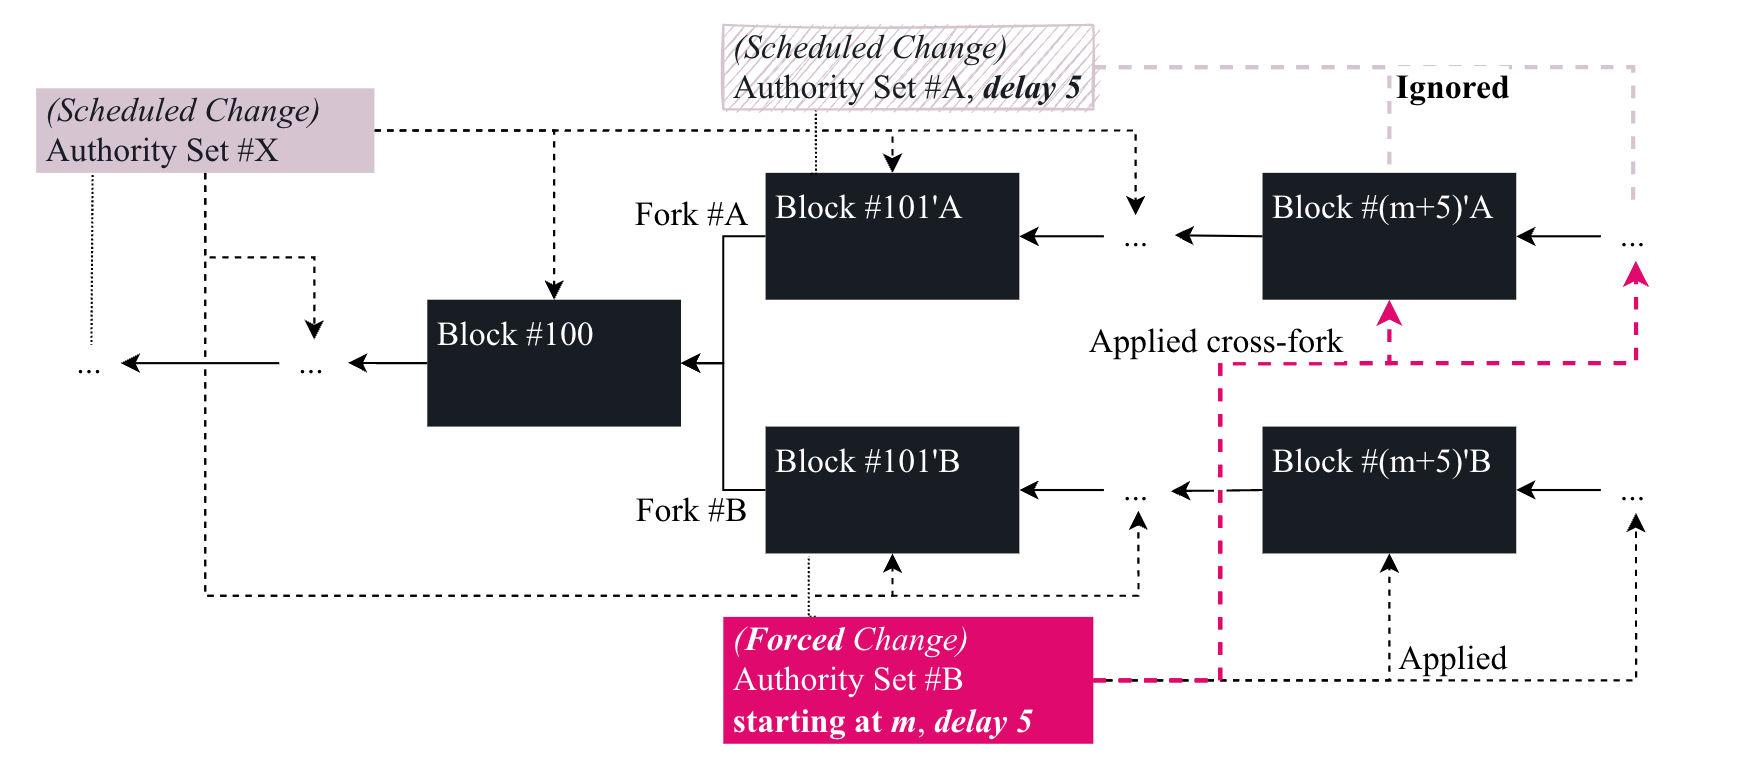 (Scheduled Change)
Authority Set #A, delay 5
Ignored
(Scheduled Change)
Authority Set #X
Fork #A
Block #101'A
...
Block #(m+5)'A
...
Block #100
Applied cross-fork
...
...
Block #101'B
...
Block #(m+5)'B
...
Fork #B
(Forced Change)
Authority Set #B
starting at m, delay 5
Applied